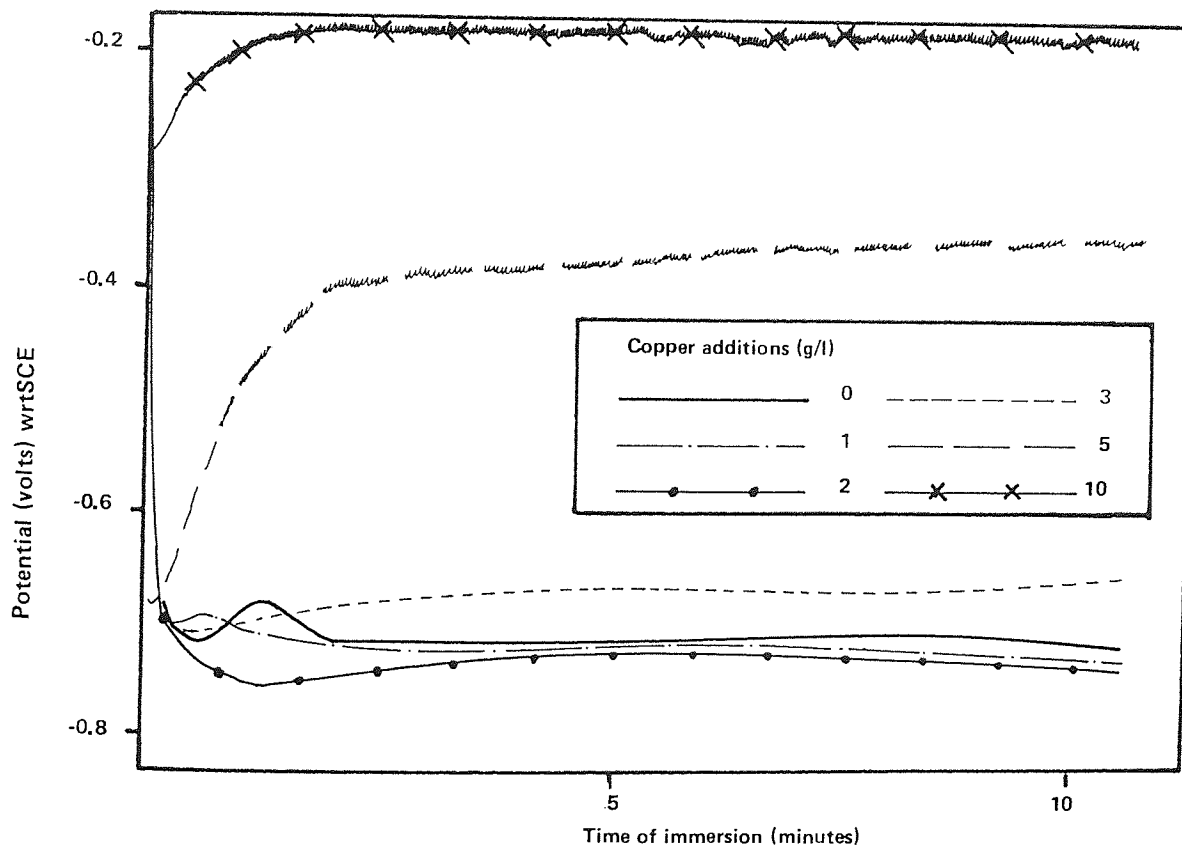 -0.2
-0.4
-0.6
-0.8
Potential (volts) wrtSCE
Copper additions (g/l)
0 3
1 5
2 10
5 10
Time of immersion (minutes)